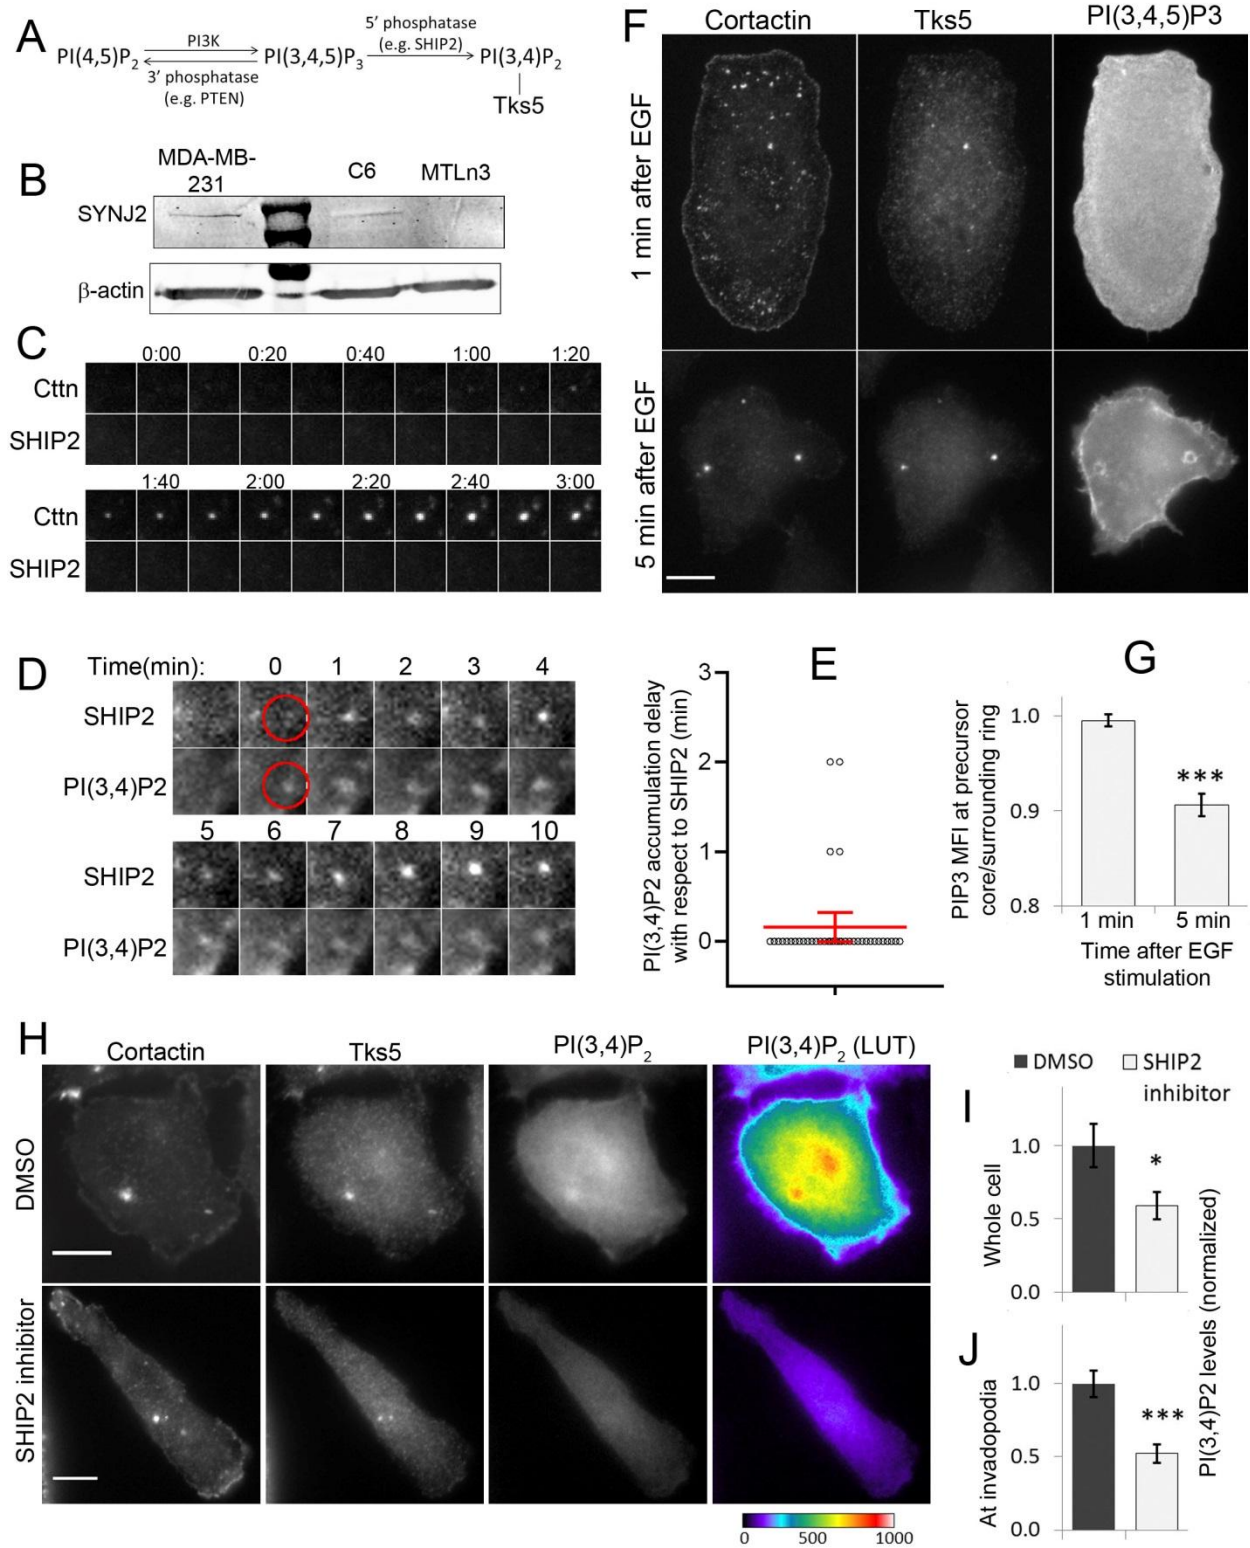 A
PI(4,5)P2
PI3K
3′ phosphatase
(e.g. PTEN)
PI(3,4,5)P3
5′ phosphatase
(e.g. SHIP2)
PI(3,4)P2
Tks5
B
MDA-MB-
231
C6
MTLn3
SYNJ2
β-actin
C
0:00 0:20 0:40 1:00 1:20
Cttn
SHIP2
1:40 2:00 2:20 2:40 3:00
Cttn
SHIP2
D
Time(min): 0 1 2 3 4
SHIP2
PI(3,4)P2
5 6 7 8 9 10
SHIP2
PI(3,4)P2
E
PI(3,4)P2 accumulation delay
with respect to SHIP2 (min)
3
2
1
0
F
Cortactin Tks5 PI(3,4,5)P3
1 min after EGF
5 min after EGF
G
PIP3 MFI at precursor
core/surrounding ring
1.0
0.9
0.8
***
1 min 5 min
Time after EGF
stimulation
H
Cortactin Tks5 PI(3,4)P2 PI(3,4)P2 (LUT)
DMSO
SHIP2 inhibitor
0 500 1000
DMSO SHIP2
inhibitor
I
Whole cell
1.0
0.5
0.0
*
J
At invadopodia
1.0
0.5
0.0
***
PI(3,4)P2 levels (normalized)